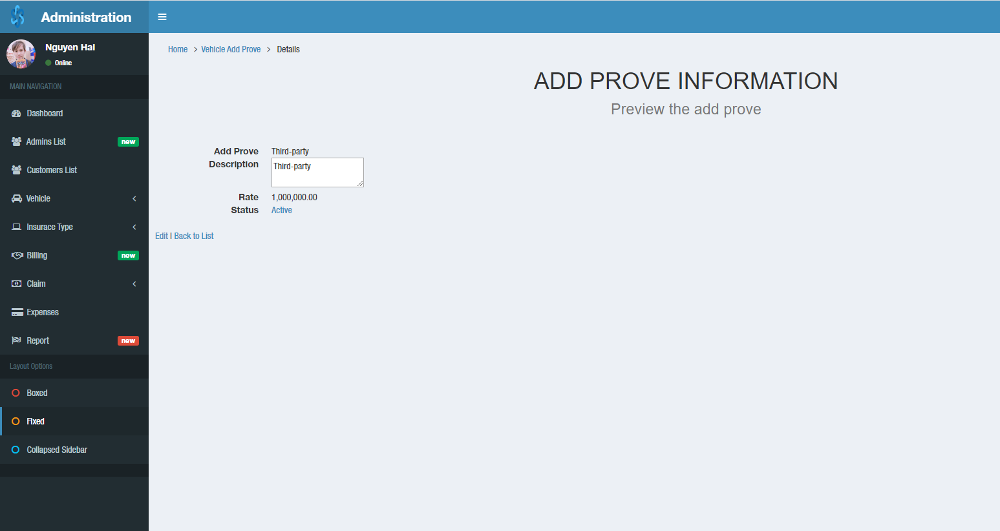 Administration
Nguyen Hai
Online
MAIN NAVIGATION
Dashboard
Admins List new
Customers List
Vehicle
Insurace Type
Billing new
Claim
Expenses
Report new
Layout Options
Boxed
Fixed
Collapsed Sidebar
Home > Vehicle Add Prove > Details
ADD PROVE INFORMATION
Preview the add prove
Add Prove Third-party
Description Third-party
Rate 1,000,000.00
Status Active
Edit | Back to List